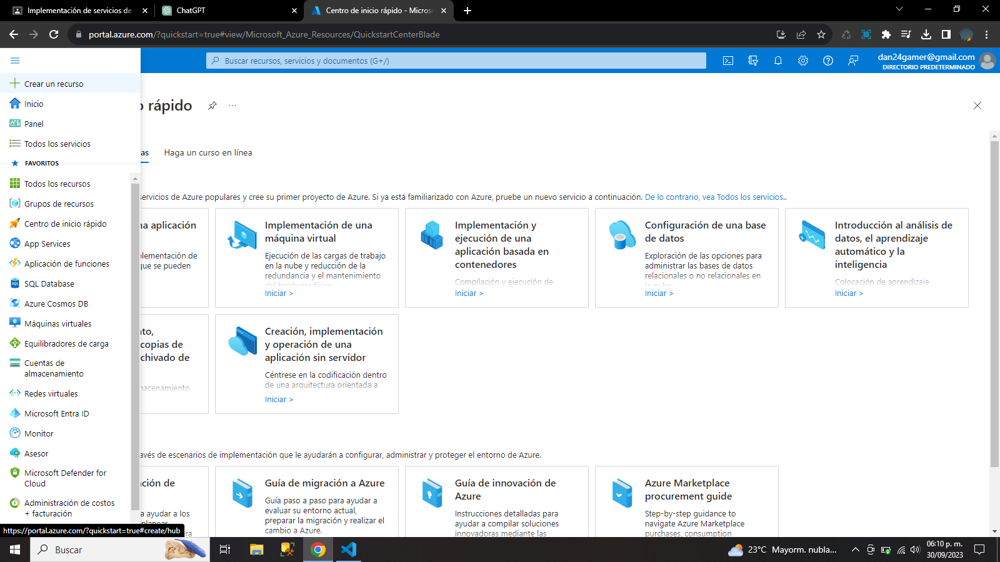 Implementación de servicios de
ChatGPT
Centro de inicio rápido - Micros
portal.azure.com/?quickstart=true#view/Microsoft_Azure_Resources/QuickstartCenterBlade
Buscar recursos, servicios y documentos (G+/)
dan24gamer@gmail.com
DIRECTORIO PREDETERMINADO
Crear un recurso
Inicio
Panel
Todos los servicios
FAVORITOS
Todos los recursos
Grupos de recursos
Centro de inicio rápido
App Services
Aplicación de funciones
SQL Database
Azure Cosmos DB
Máquinas virtuales
Equilibradores de carga
Cuentas de
almacenamiento
Redes virtuales
Microsoft Entra ID
Monitor
Asesor
Microsoft Defender for
Cloud
Administración de costos
+ facturación
https://portal.azure.com/?quickstart=true#create/hub
rápido
as
Haga un curso en línea
servicios de Azure populares y cree su primer proyecto de Azure. Si ya está familiarizado con Azure, pruebe un nuevo servicio a continuación. De lo contrario, vea Todos los servicios..
na aplicación
plementación de
que se pueden
Implementación de una
máquina virtual
Ejecución de las cargas de trabajo
en la nube y reducción de la
redundancia y el mantenimiento
del hardware físico.
Iniciar >
Implementación y
ejecución de una
aplicación basada en
contenedores
Compilación y ejecución de
Iniciar >
Configuración de una base
de datos
Exploración de las opciones para
administrar las bases de datos
relacionales o no relacionales en
la nube.
Iniciar >
Introducción al análisis de
datos, el aprendizaje
automático y la
inteligencia
Colocación de aprendizaje
Iniciar >
nto,
copias de
chivado de
nacenamiento
Creación, implementación
y operación de una
aplicación sin servidor
Céntrese en la codificación dentro
de una arquitectura orientada a
Iniciar >
avés de escenarios de implementación que le ayudarán a configurar, administrar y proteger el entorno de Azure.
ción de
a ayudar a los
planear
ra
Guía de migración a Azure
Guía paso a paso para ayudar a
evaluar su entorno actual,
preparar la migración y realizar el
cambio a Azure.
Guía de innovación de
Azure
Instrucciones detalladas para
ayudar a compilar soluciones
innovadoras mediante las
Azure Marketplace
procurement guide
Step-by-step guidance to
navigate Azure Marketplace
purchases, consumption
Buscar
23°C Mayorm. nubla...
06:10 p. m.
30/09/2023